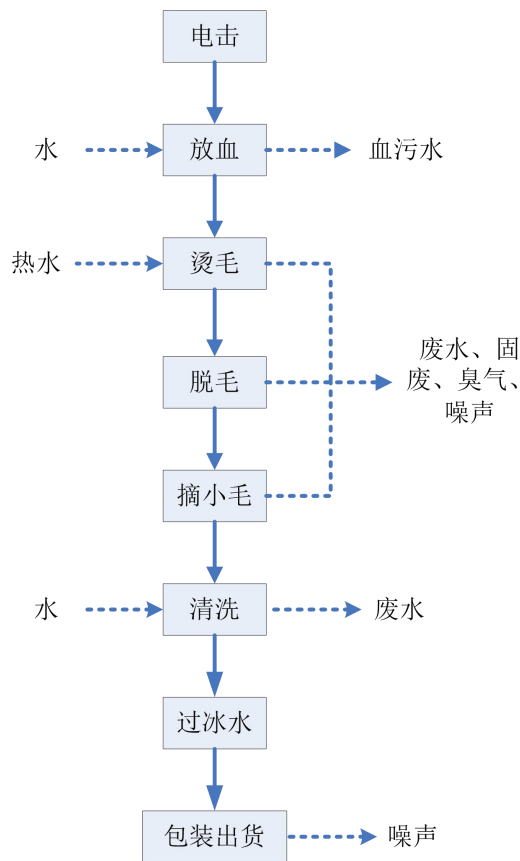 电击
水
放血
血污水
热水
烫毛
脱毛
废水、固
废、臭气、
噪声
摘小毛
水
清洗
废水
过冰水
包装出货
噪声